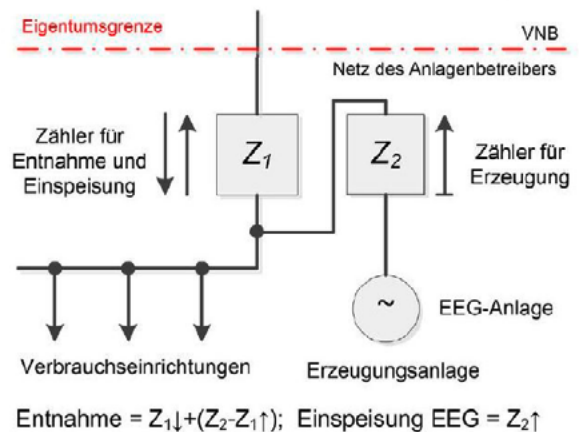 Eigentumsgrenze
VNB
Netz des Anlagenbetreibers
Zähler für
Entnahme und
Einspeisung
Z1
Z2
Zähler für
Erzeugung
~
EEG-Anlage
Verbrauchseinrichtungen
Erzeugungsanlage
Entnahme = Z1↓+(Z2-Z1↑); Einspeisung EEG = Z2↑